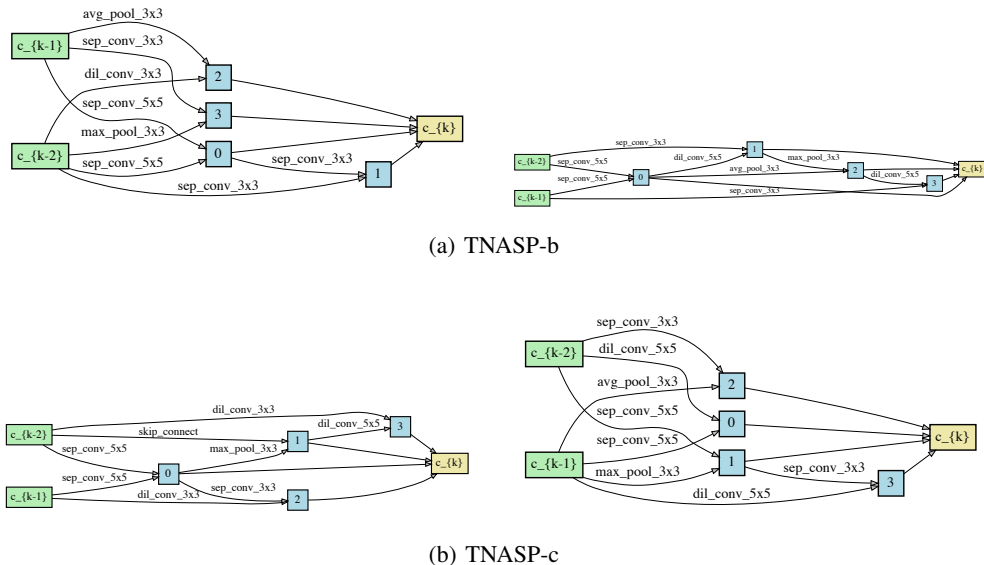 avg_pool_3x3
c_{k-1}
sep_conv_3x3
dil_conv_3x3
2
sep_conv_5x5
3
max_pool_3x3
c_{k}
c_{k-2}
sep_conv_5x5
0
sep_conv_3x3
1
sep_conv_3x3
sep_conv_3x3
c_{k-2}
sep_conv_5x5
dil_conv_5x5
1
max_pool_3x3
avg_pool_3x3
c_{k}
sep_conv_5x5
0
2
dil_conv_5x5
3
c_{k-1}
sep_conv_3x3
(a) TNASP-b
dil_conv_3x3
c_{k-2}
skip_connect
dil_conv_5x5
3
sep_conv_5x5
1
max_pool_3x3
c_{k}
sep_conv_5x5
0
sep_conv_3x3
c_{k-1}
dil_conv_3x3
2
sep_conv_3x3
c_{k-2}
dil_conv_5x5
avg_pool_3x3
2
sep_conv_5x5
0
sep_conv_5x5
c_{k}
c_{k-1}
max_pool_3x3
1
sep_conv_3x3
dil_conv_5x5
3
(b) TNASP-c